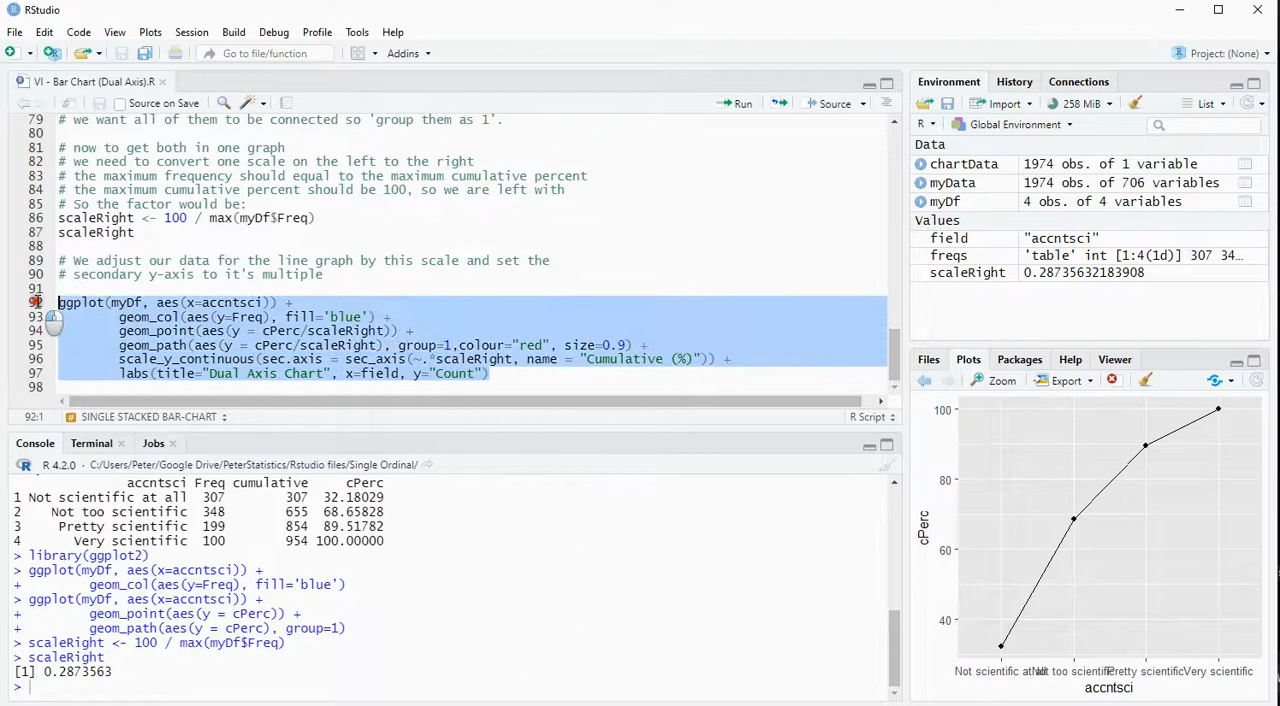 RStudio
File Edit Code View Plots Session Build Debug Profile Tools Help
Go to file/function Addins Project: (None)
VI - Bar Chart (Dual Axis).R
Source on Save Run Source
79 # we want all of them to be connected so 'group them as 1'.
80
81 # now to get both in one graph
82 # we need to convert one scale on the left to the right
83 # the maximum frequency should equal to the maximum cumulative percent
84 # the maximum cumulative percent should be 100, so we are left with
85 # So the factor would be:
86 scaleRight <- 100 / max(myDf$Freq)
87 scaleRight
88
89 # We adjust our data for the line graph by this scale and set the
90 # secondary y-axis to it's multiple
91
92 ggplot(myDf, aes(x=accntsci)) +
93 geom_col(aes(y=Freq), fill='blue') +
94 geom_point(aes(y = cPerc/scaleRight)) +
95 geom_path(aes(y = cPerc/scaleRight), group=1,colour="red", size=0.9) +
96 scale_y_continuous(sec.axis = sec_axis(~.*scaleRight, name = "Cumulative (%)")) +
97 labs(title="Dual Axis Chart", x=field, y="Count")
98
92:1 # SINGLE STACKED BAR-CHART R Script
Console Terminal Jobs
R 4.2.0 · C:/Users/Peter/Google Drive/PeterStatistics/Rstudio files/Single Ordinal/
accntsci Freq cumulative cPerc
1 Not scientific at all 307 307 32.18029
2 Not too scientific 348 655 68.65828
3 Pretty scientific 199 854 89.51782
4 Very scientific 100 954 100.00000
> library(ggplot2)
> ggplot(myDf, aes(x=accntsci)) +
+ geom_col(aes(y=Freq), fill='blue')
> ggplot(myDf, aes(x=accntsci)) +
+ geom_point(aes(y = cPerc)) +
+ geom_path(aes(y = cPerc), group=1)
> scaleRight <- 100 / max(myDf$Freq)
> scaleRight
[1] 0.2873563
>
Environment History Connections
Import 258 MiB List
R Global Environment
Data
chartData 1974 obs. of 1 variable
myData 1974 obs. of 706 variables
myDf 4 obs. of 4 variables
Values
field "accntsci"
freqs 'table' int [1:4(1d)] 307 34…
scaleRight 0.28735632183908
Files Plots Packages Help Viewer
Zoom Export
100
80
60
40
cPerc
Not scientific at all Not too scientific Pretty scientific Very scientific
accntsci